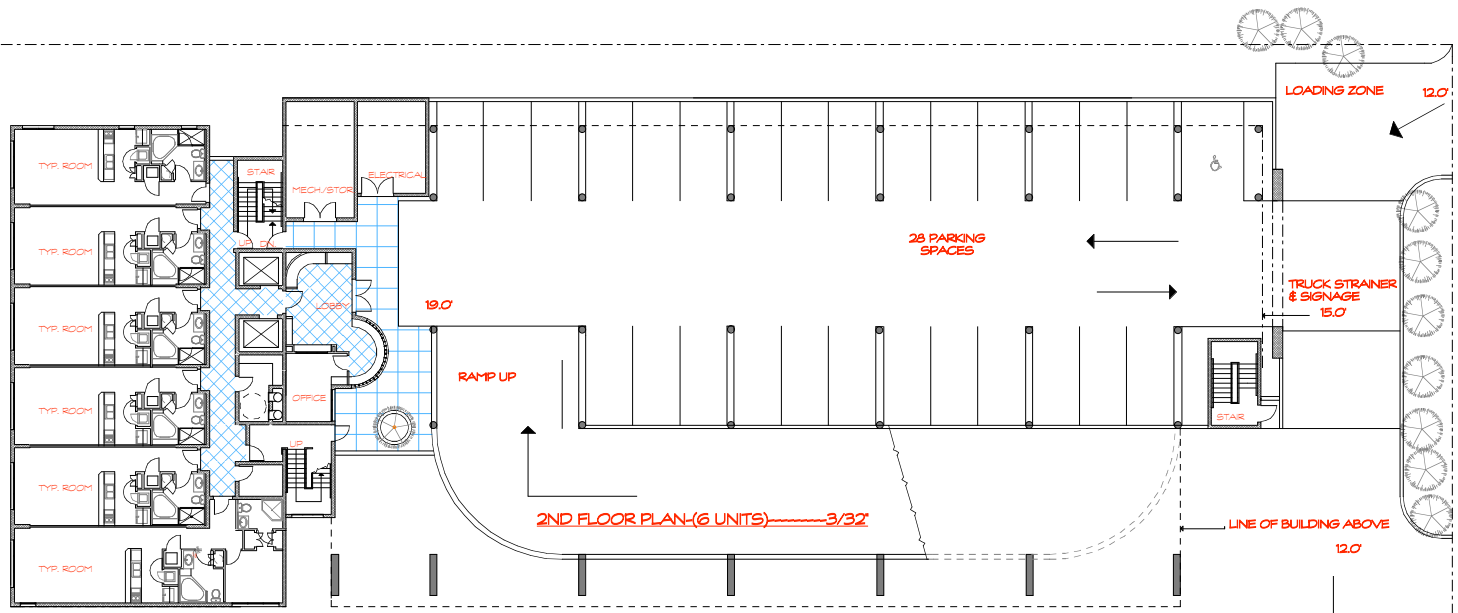 LOADING ZONE
12.0'
TYP. ROOM
STAIR
MECH/STOR
ELECTRICAL
TYP. ROOM
UP
DN.
28 PARKING
SPACES
TRUCK STRAINER
& SIGNAGE
15.0'
LOBBY
19.0'
TYP. ROOM
RAMP UP
OFFICE
TYP. ROOM
STAIR
UP
TYP. ROOM
2ND FLOOR PLAN-(6 UNITS)---------3/32"
LINE OF BUILDING ABOVE
12.0'
TYP. ROOM